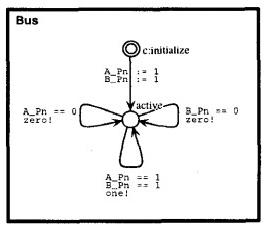 Bus
c:initialize
A_Pn := 1
B_Pn := 1
active
A_Pn == 0
zero!
B_Pn == 0
zero!
A_Pn == 1
B_Pn == 1
one!